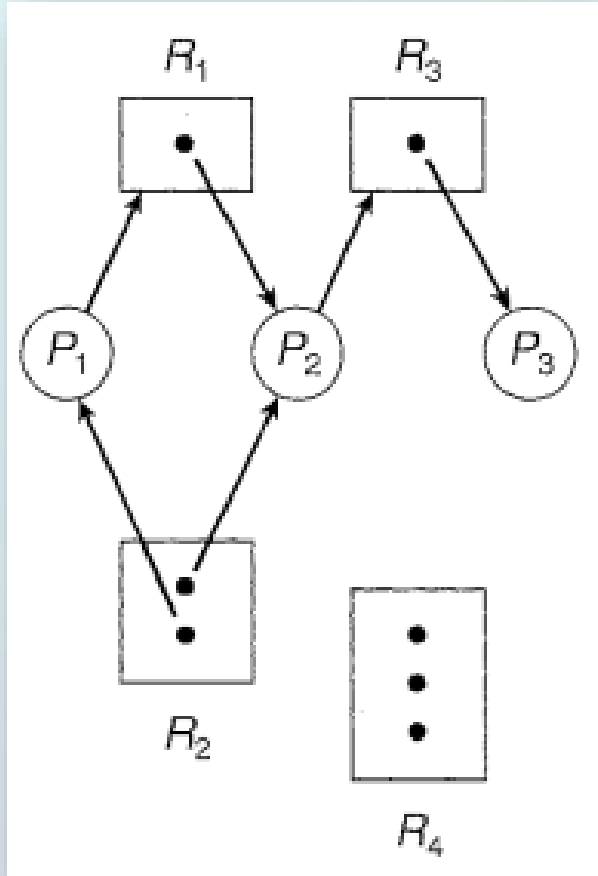 R₁ R₃
P₁ P₂ P₃
R₂
R₄